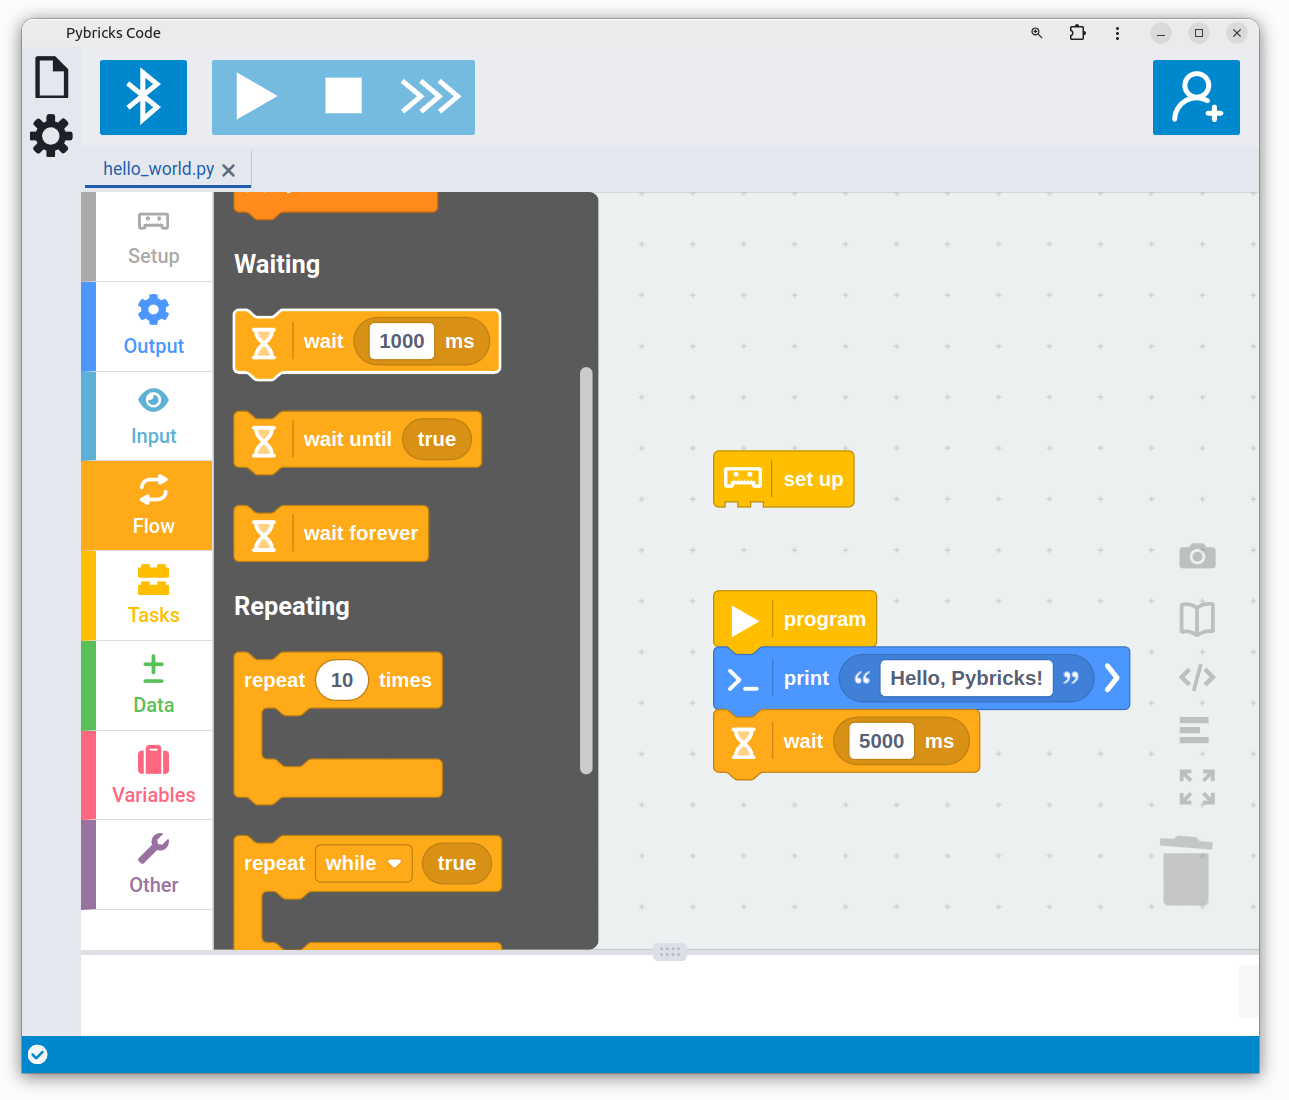 Pybricks Code
hello_world.py
Setup
Output
Input
Flow
Tasks
Data
Variables
Other
Waiting
wait 1000 ms
wait until true
wait forever
Repeating
repeat 10 times
repeat while true
set up
program
print “ Hello, Pybricks! ”
wait 5000 ms